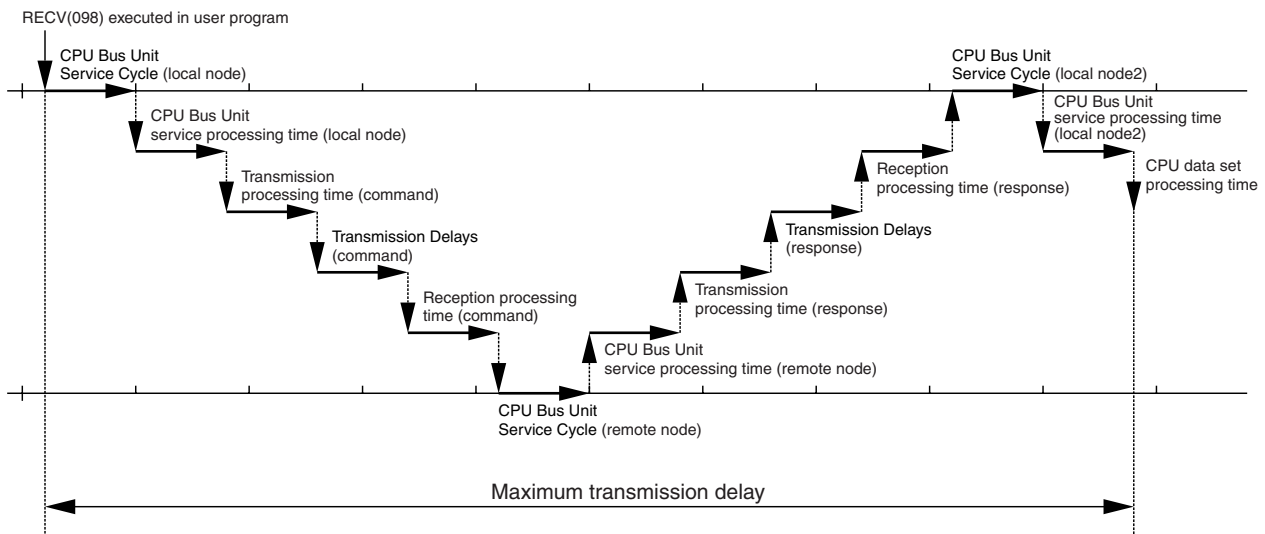 RECV(098) executed in user program
CPU Bus Unit
Service Cycle (local node)
CPU Bus Unit
service processing time (local node)
Transmission
processing time (command)
Transmission Delays
(command)
Reception processing
time (command)
CPU Bus Unit
Service Cycle (remote node)
CPU Bus Unit
service processing time (remote node)
Transmission
processing time (response)
Transmission Delays
(response)
Reception
processing time (response)
CPU Bus Unit
Service Cycle (local node2)
CPU Bus Unit
service processing time
(local node2)
CPU data set
processing time
Maximum transmission delay